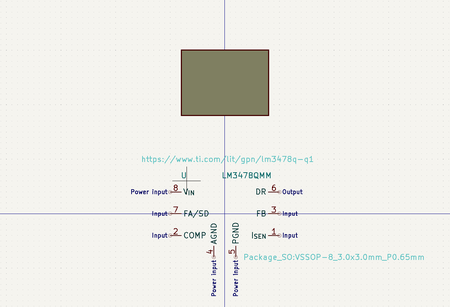 https://www.ti.com/lit/gpn/lm3478q-q1
U LM3478QMM
Power Input 8 VIN DR 6 Output
Input 7 FA/SD FB 3 Input
Input 2 COMP ISEN 1 Input
AGND 4 Power Input
PGND 5 Power Input
Package_SO:VSSOP-8_3.0x3.0mm_P0.65mm